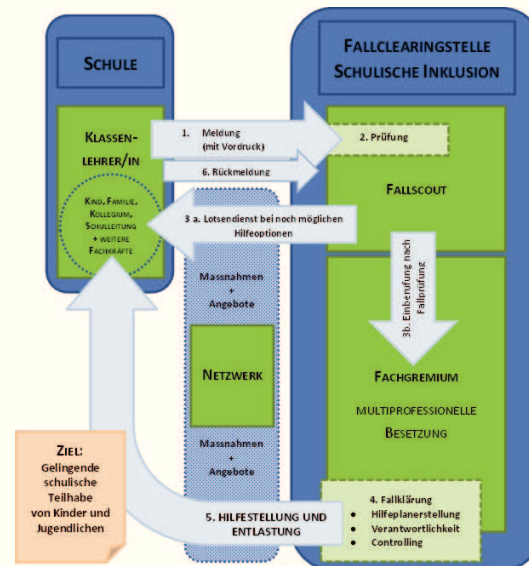 SCHULE
KLASSEN-
LEHRER/IN
KIND, FAMILIE,
KOLLEGIUM,
SCHULLEITUNG
+ WEITERE
FACHKRÄFTE
FALLCLEARINGSTELLE
SCHULISCHE INKLUSION
1. Meldung
(mit Vordruck)
2. Prüfung
6. Rückmeldung
FALLSCOUT
3 a. Lotsendienst bei noch möglichen
Hilfeoptionen
3b. Einberufung nach
Fallprüfung
Massnahmen
+
Angebote
NETZWERK
Massnahmen
+
Angebote
FACHGREMIUM
MULTIPROFESSIONELLE
BESETZUNG
4. Fallklärung
• Hilfeplanerstellung
• Verantwortlichkeit
• Controlling
5. HILFESTELLUNG UND
ENTLASTUNG
ZIEL:
Gelingende
schulische
Teilhabe
von Kinder und
Jugendlichen